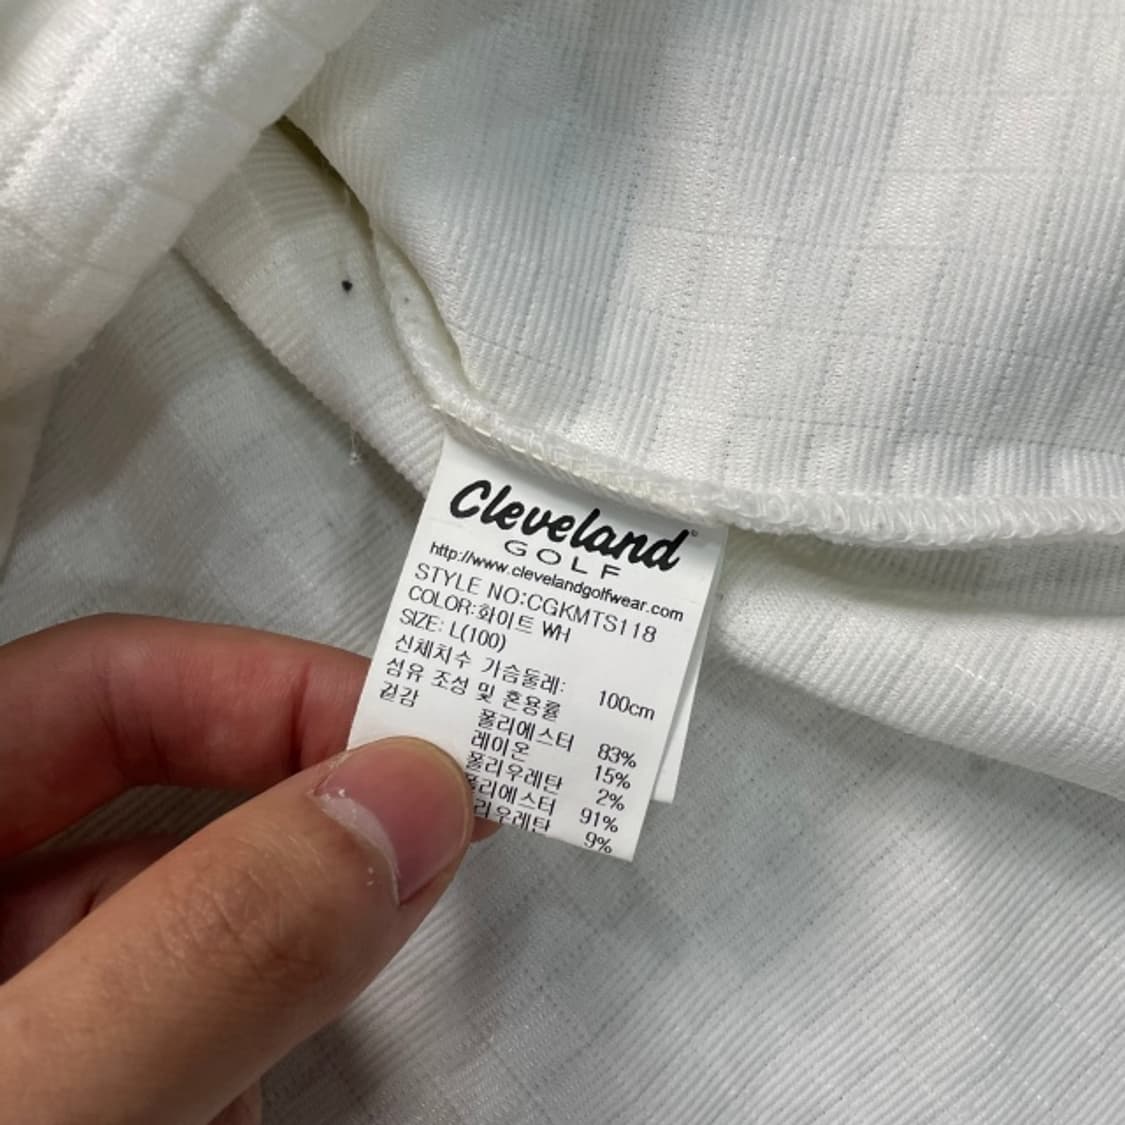 Cleveland
GOLF
http://www.clevelandgolfwear.com
STYLE NO:CGKMTS118
COLOR:화이트 WH
SIZE: L(100)
신체치수 가슴둘레: 100cm
섬유 조성 및 혼용률
겉감
폴리에스터 83%
레이온 15%
폴리우레탄 2%
폴리에스터 91%
리우레탄 9%